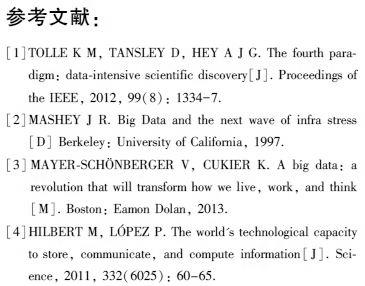 参考文献：
[1]TOLLE K M, TANSLEY D, HEY A J G. The fourth para-
digm: data-intensive scientific discovery[J]. Proceedings of
the IEEE, 2012, 99(8): 1334-7.
[2]MASHEY J R. Big Data and the next wave of infra stress
[D] Berkeley: University of California, 1997.
[3]MAYER-SCHÖNBERGER V, CUKIER K. A big data: a
revolution that will transform how we live, work, and think
[M]. Boston: Eamon Dolan, 2013.
[4]HILBERT M, LÓPEZ P. The world´s technological capacity
to store, communicate, and compute information[J]. Sci-
ence, 2011, 332(6025): 60-65.